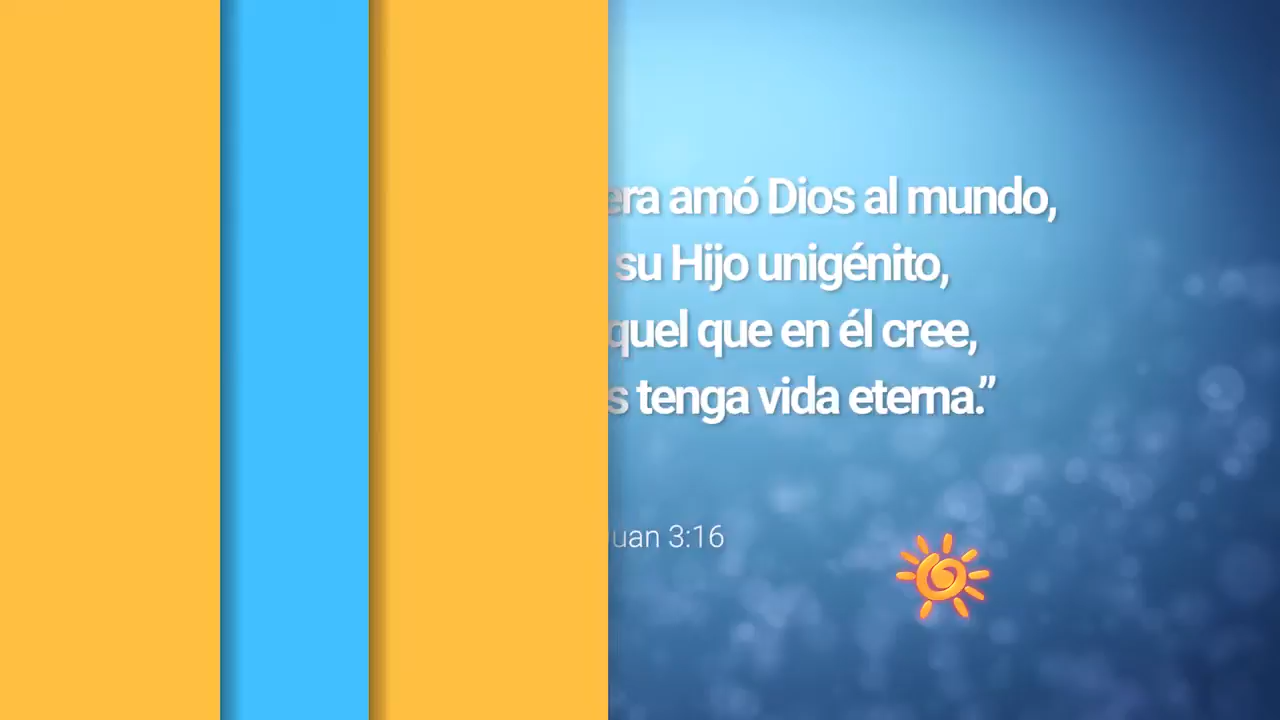 era amó Dios al mundo,
su Hijo unigénito,
quel que en él cree,
s tenga vida eterna.”
uan 3:16